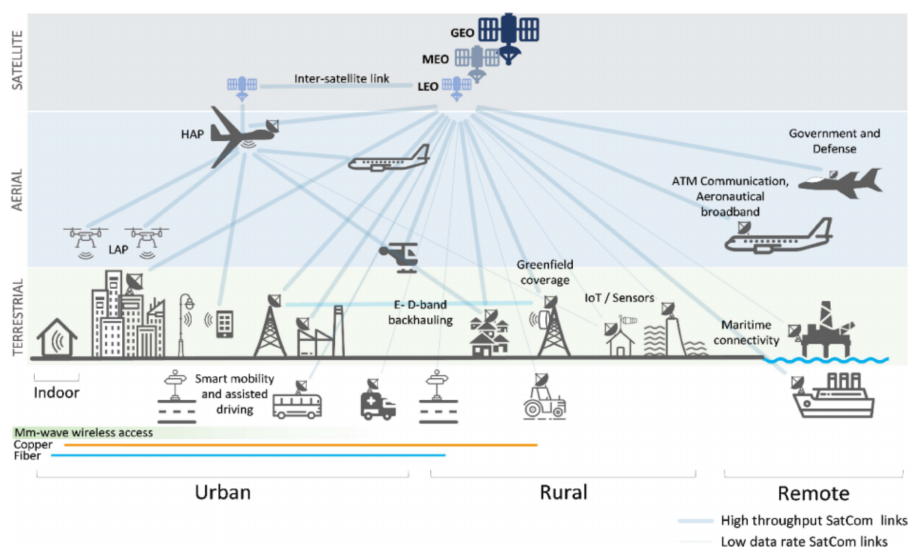 SATELLITE
GEO
MEO
LEO
Inter-satellite link
AERIAL
HAP
Government and
Defense
ATM Communication,
Aeronautical
broadband
LAP
TERRESTRIAL
Greenfield
coverage
E- D-band
backhauling
IoT / Sensors
Maritime
connectivity
Indoor
Smart mobility
and assisted
driving
Mm-wave wireless access
Copper
Fiber
Urban
Rural
Remote
High throughput SatCom links
Low data rate SatCom links